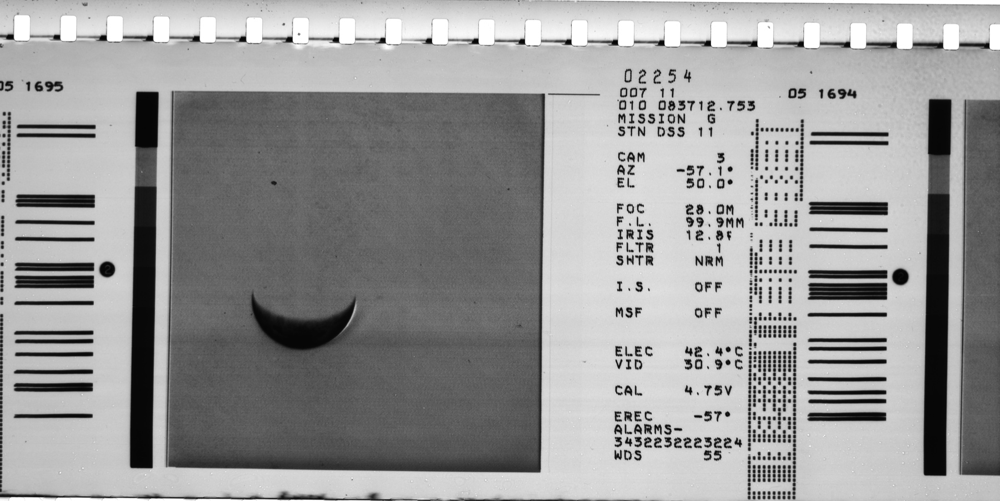 05 1695
02254
007 11
010 083712.753
MISSION G
STN DSS 11
CAM 3
AZ -57.1°
EL 50.0°
FOC 28.0M
F.L. 99.9MM
IRIS 12.8F
FLTR 1
SHTR NRM
I.S. OFF
MSF OFF
ELEC 42.4°C
VID 30.9°C
CAL 4.75V
EREC -57°
ALARMS-
3432232223224
WDS 55
05 1694
2
2